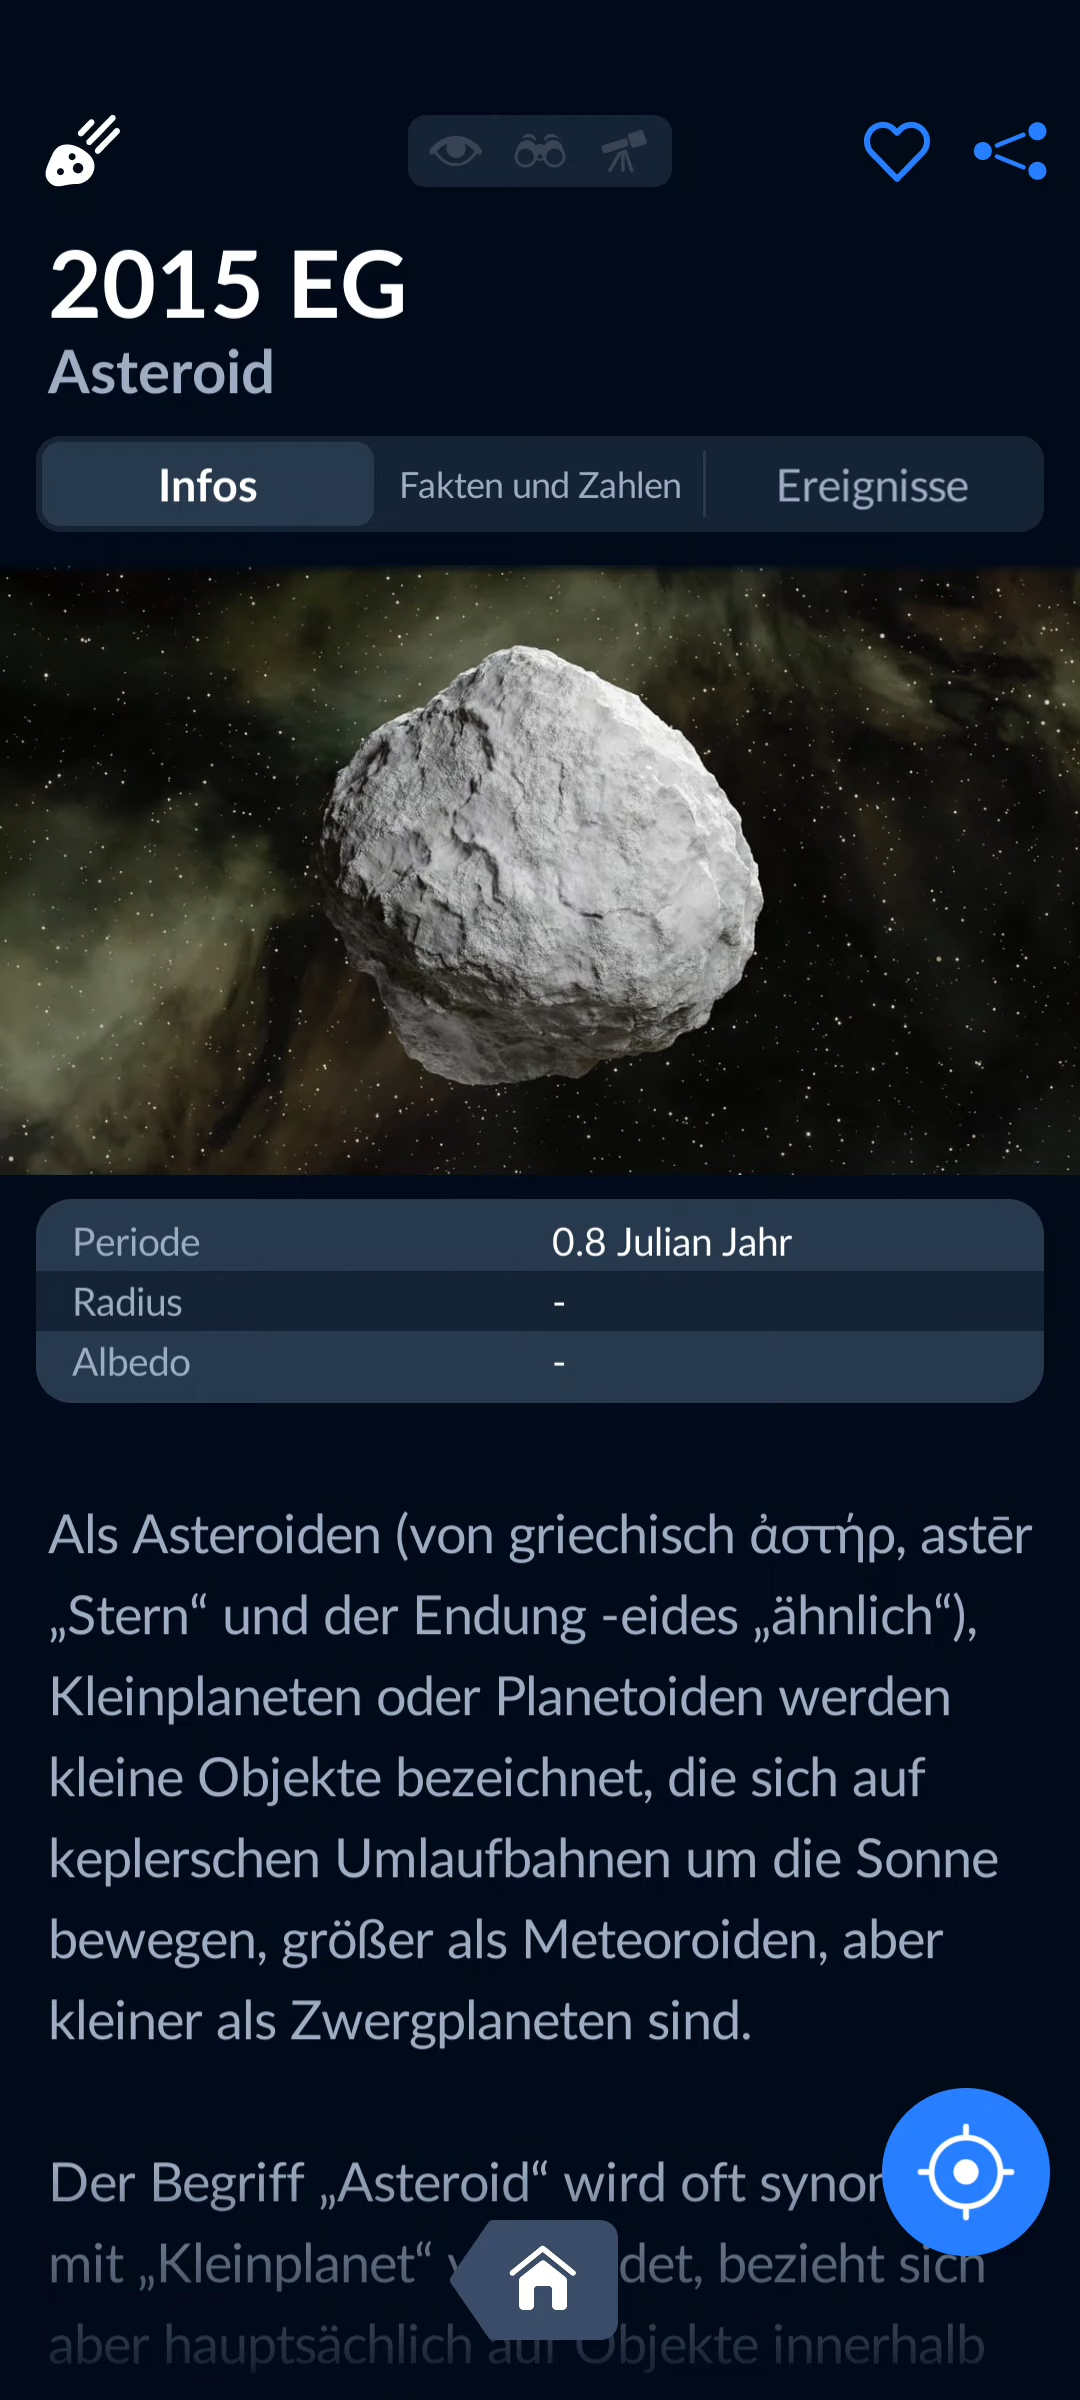 2015 EG
Asteroid
Infos
Fakten und Zahlen
Ereignisse
Periode 0.8 Julian Jahr
Radius -
Albedo -
Als Asteroiden (von griechisch ἀστήρ, astēr
„Stern“ und der Endung -eides „ähnlich“),
Kleinplaneten oder Planetoiden werden
kleine Objekte bezeichnet, die sich auf
keplerschen Umlaufbahnen um die Sonne
bewegen, größer als Meteoroiden, aber
kleiner als Zwergplaneten sind.
Der Begriff „Asteroid“ wird oft
mit „Kleinplanet“ bezieht sich
aber hauptsächlich auf Objekte innerhalb